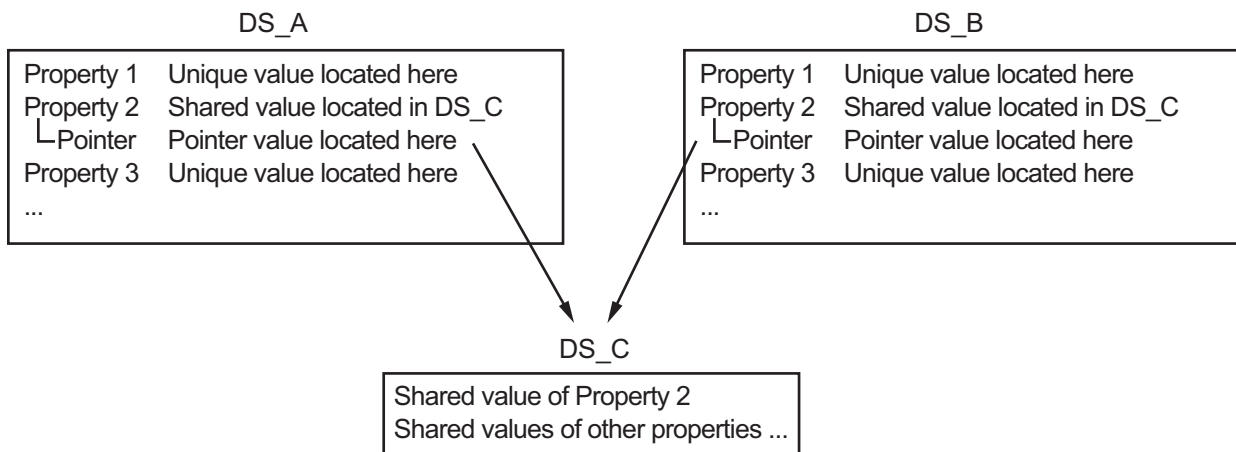 DS_A
Property 1 Unique value located here
Property 2 Shared value located in DS_C
Pointer Pointer value located here
Property 3 Unique value located here
...
DS_B
Property 1 Unique value located here
Property 2 Shared value located in DS_C
Pointer Pointer value located here
Property 3 Unique value located here
...
DS_C
Shared value of Property 2
Shared values of other properties ...